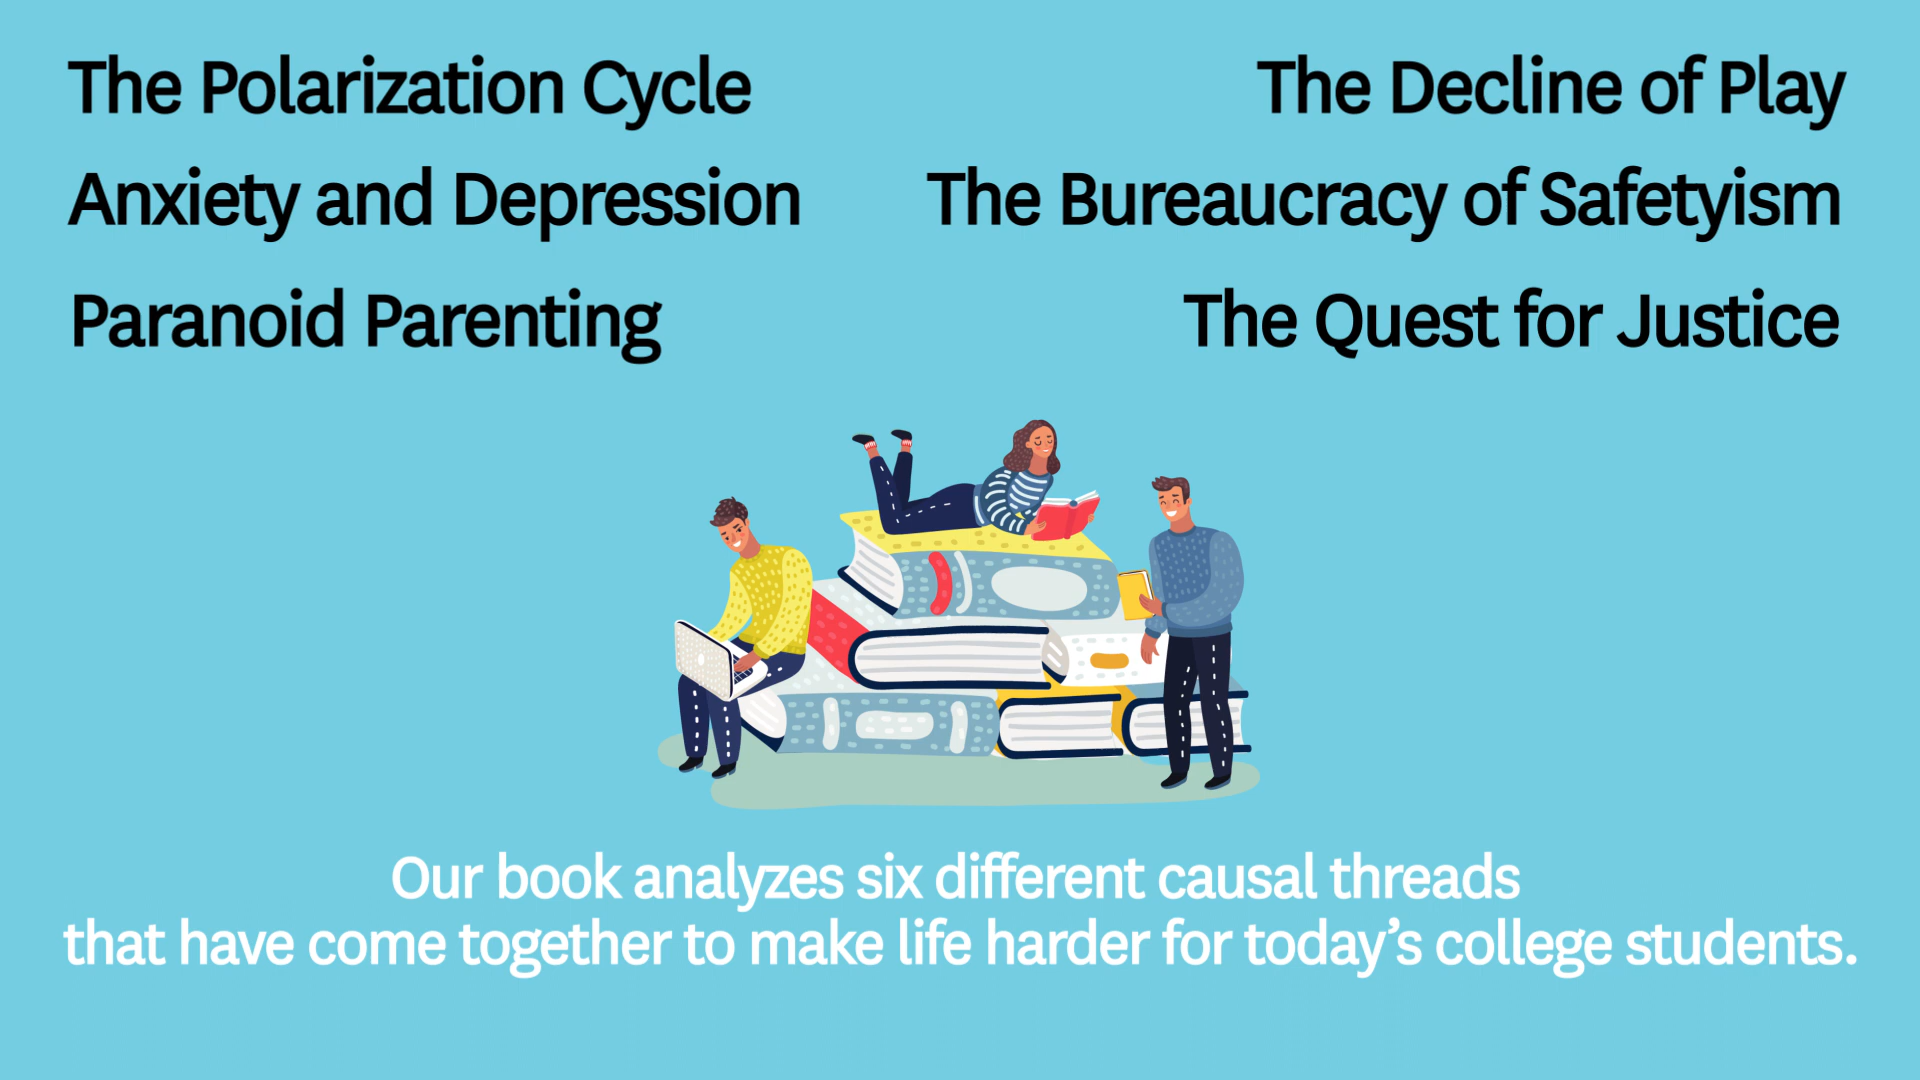 The Polarization Cycle
Anxiety and Depression
Paranoid Parenting
The Decline of Play
The Bureaucracy of Safetyism
The Quest for Justice
Our book analyzes six different causal threads
that have come together to make life harder for today’s college students.